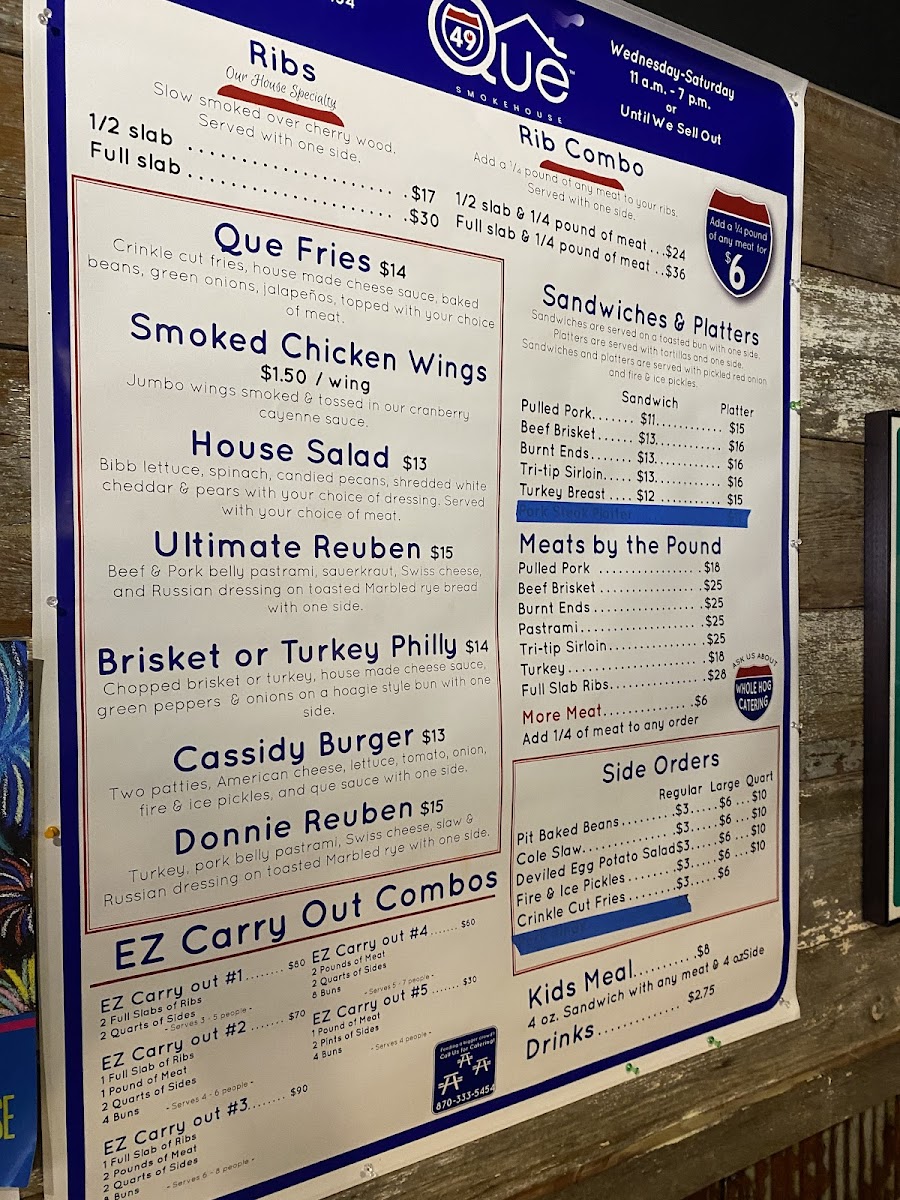 49
Que
SMOKEHOUSE
Wednesday-Saturday
11 a.m. - 7 p.m.
or
Until We Sell Out
Ribs
Our House Specialty
Slow smoked over cherry wood.
Served with one side.
1/2 slab ........................ .$17
Full slab ........................ .$30
Rib Combo
Add a ¼ pound of any meat to your ribs.
Served with one side.
1/2 slab & 1/4 pound of meat ...$24
Full slab & 1/4 pound of meat ..$36
Add a ¼ pound
of any meat for
$6
Que Fries $14
Crinkle cut fries, house made cheese sauce, baked
beans, green onions, jalapeños, topped with your choice
of meat.
Smoked Chicken Wings
$1.50 / wing
Jumbo wings smoked & tossed in our cranberry
cayenne sauce.
House Salad $13
Bibb lettuce, spinach, candied pecans, shredded white
cheddar & pears with your choice of dressing. Served
with your choice of meat.
Ultimate Reuben $15
Beef & Pork belly pastrami, sauerkraut, Swiss cheese,
and Russian dressing on toasted Marbled rye bread
with one side.
Brisket or Turkey Philly $14
Chopped brisket or turkey, house made cheese sauce,
green peppers & onions on a hoagie style bun with one
side.
Cassidy Burger $13
Two patties, American cheese, lettuce, tomato, onion,
fire & ice pickles, and que sauce with one side.
Donnie Reuben $15
Turkey, pork belly pastrami, Swiss cheese, slaw &
Russian dressing on toasted Marbled rye with one side.
Sandwiches & Platters
Sandwiches are served on a toasted bun with one side.
Platters are served with tortillas and one side.
Sandwiches and platters are served with pickled red onion
and fire & ice pickles.
Sandwich Platter
Pulled Pork....... $11............ $15
Beef Brisket...... $13............ $16
Burnt Ends....... $13............ $16
Tri-tip Sirloin..... $13............ $16
Turkey Breast .... $12 ........... $15
Pork Steak Platter
Meats by the Pound
Pulled Pork .................$18
Beef Brisket .................$25
Burnt Ends ..................$25
Pastrami.................... .$25
Tri-tip Sirloin................$25
Turkey....................... .$18
Full Slab Ribs.............. .$28
More Meat............... .$6
Add 1/4 of meat to any order
ASK US ABOUT
WHOLE HOG
CATERING
Side Orders
Regular Large Quart
Pit Baked Beans ........$3.....$6 ...$10
Cole Slaw...............$3.....$6 ...$10
Deviled Egg Potato Salad$3.....$6 ...$10
Fire & Ice Pickles ........$3.....$6 ...$10
Crinkle Cut Fries ........$3.....$6
Kids Meal..........$8
4 oz. Sandwich with any meat & 4 ozSide
Drinks............. $2.75
EZ Carry Out Combos
EZ Carry out #1........ $80
2 Full Slabs of Ribs
2 Quarts of Sides
- Serves 3 - 5 people -
EZ Carry out #2 ....... $70
1 Full Slab of Ribs
1 Pound of Meat
2 Quarts of Sides
4 Buns - Serves 4 - 6 people -
EZ Carry out #3........ $90
1 Full Slab of Ribs
2 Pounds of Meat
2 Quarts of Sides
8 Buns - Serves 6 - 8 people -
EZ Carry out #4....... $60
2 Pounds of Meat
2 Quarts of Sides
8 Buns - Serves 5 - 7 people -
EZ Carry out #5 ....... $30
1 Pound of Meat
2 Pints of Sides
4 Buns - Serves 4 people -
Call Us for Catering!
870-333-5454